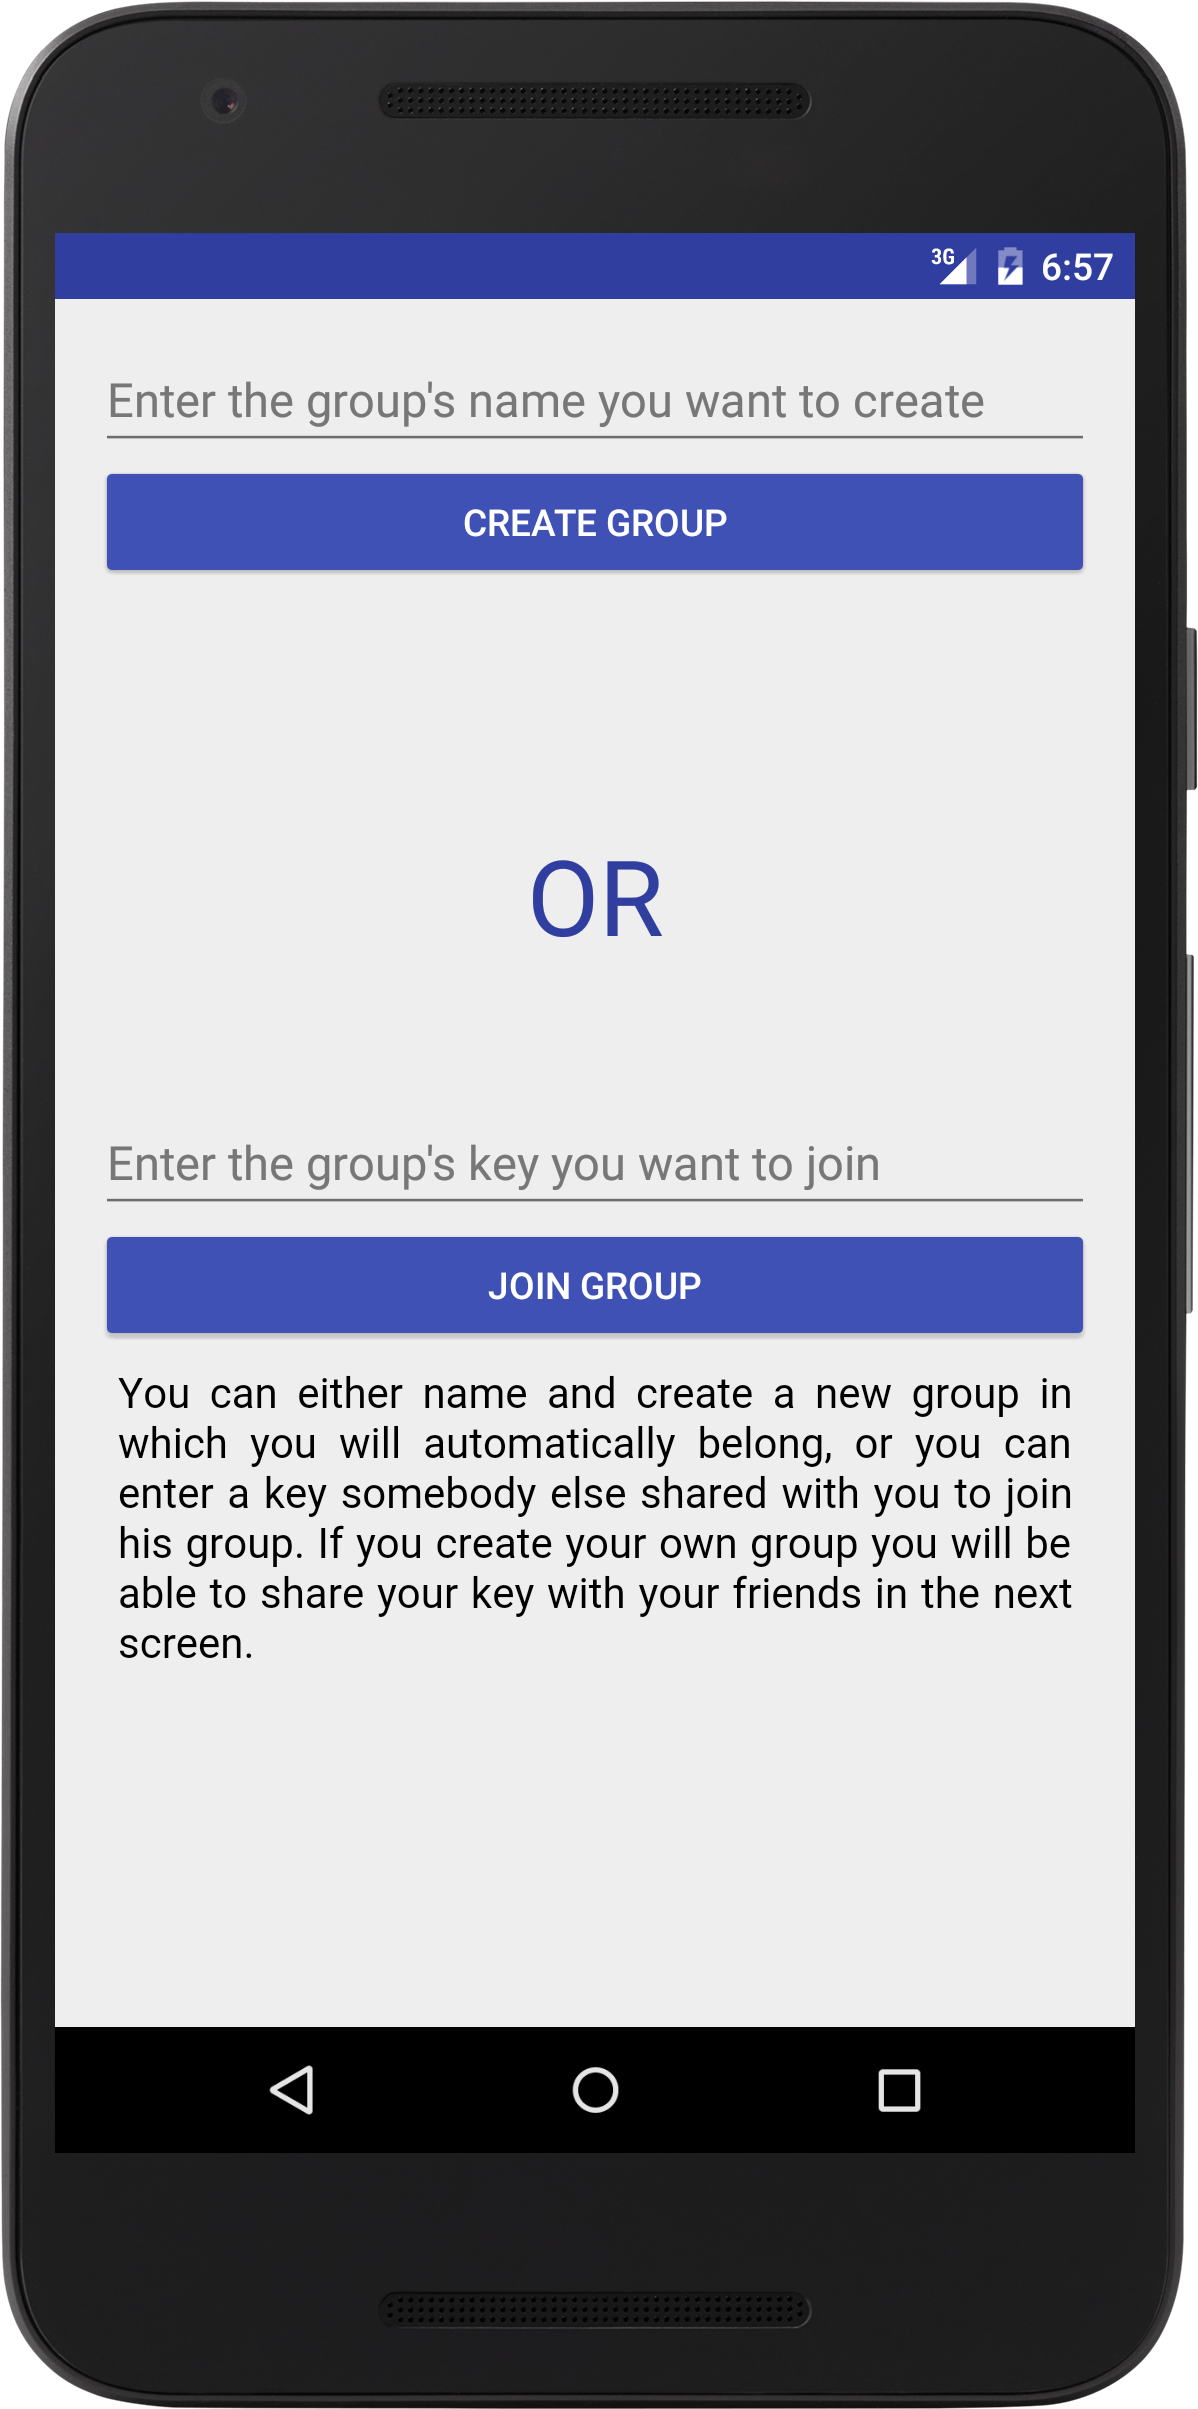 3G 6:57
Enter the group's name you want to create
CREATE GROUP
OR
Enter the group's key you want to join
JOIN GROUP
You can either name and create a new group in
which you will automatically belong, or you can
enter a key somebody else shared with you to join
his group. If you create your own group you will be
able to share your key with your friends in the next
screen.